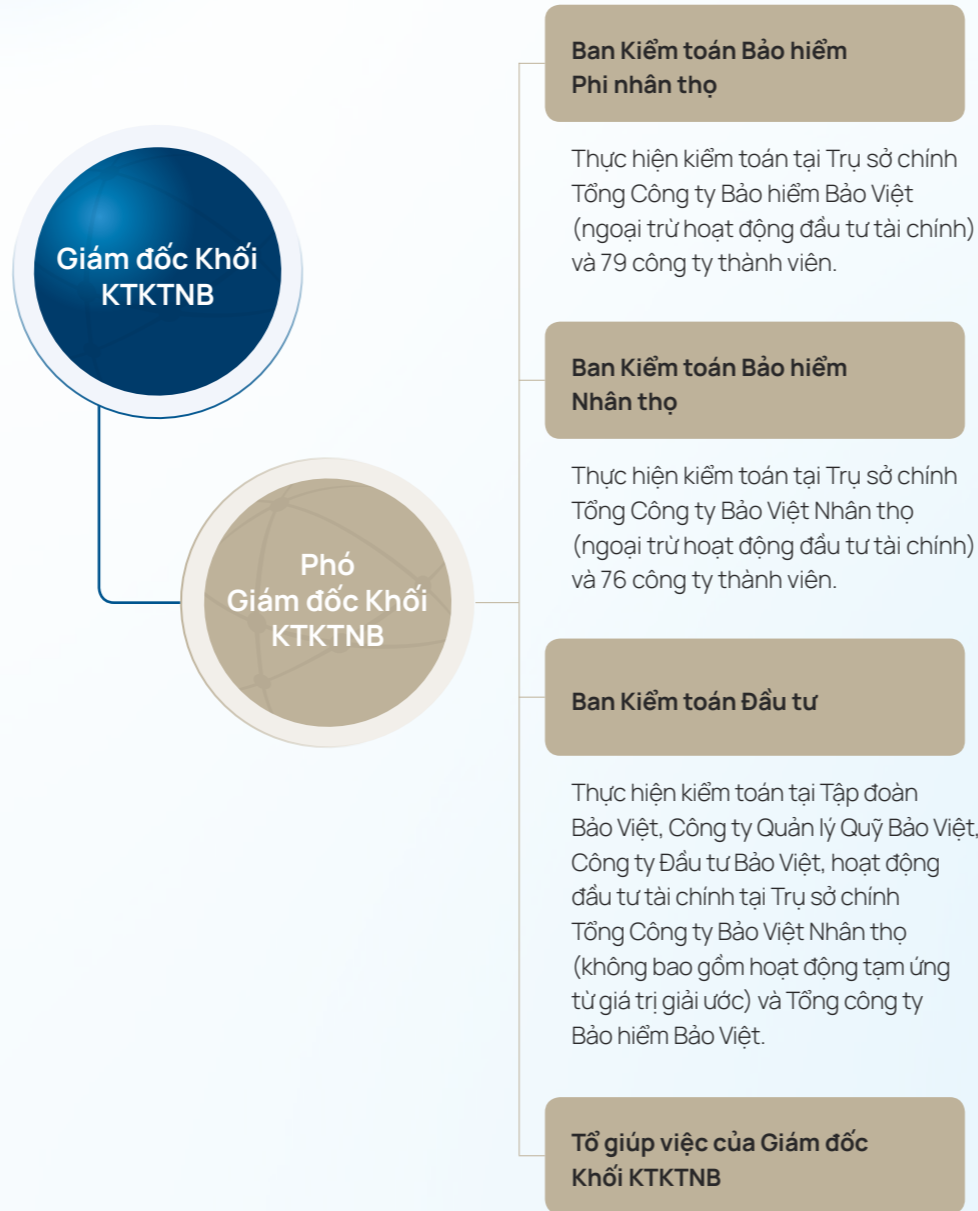 Giám đốc Khối
KTKTNB
Phó
Giám đốc Khối
KTKTNB
Ban Kiểm toán Bảo hiểm
Phi nhân thọ
Thực hiện kiểm toán tại Trụ sở chính
Tổng Công ty Bảo hiểm Bảo Việt
(ngoại trừ hoạt động đầu tư tài chính)
và 79 công ty thành viên.
Ban Kiểm toán Bảo hiểm
Nhân thọ
Thực hiện kiểm toán tại Trụ sở chính
Tổng Công ty Bảo Việt Nhân thọ
(ngoại trừ hoạt động đầu tư tài chính)
và 76 công ty thành viên.
Ban Kiểm toán Đầu tư
Thực hiện kiểm toán tại Tập đoàn
Bảo Việt, Công ty Quản lý Quỹ Bảo Việt,
Công ty Đầu tư Bảo Việt, hoạt động
đầu tư tài chính tại Trụ sở chính
Tổng Công ty Bảo Việt Nhân thọ
(không bao gồm hoạt động tạm ứng
từ giá trị giải ước) và Tổng công ty
Bảo hiểm Bảo Việt.
Tổ giúp việc của Giám đốc
Khối KTKTNB